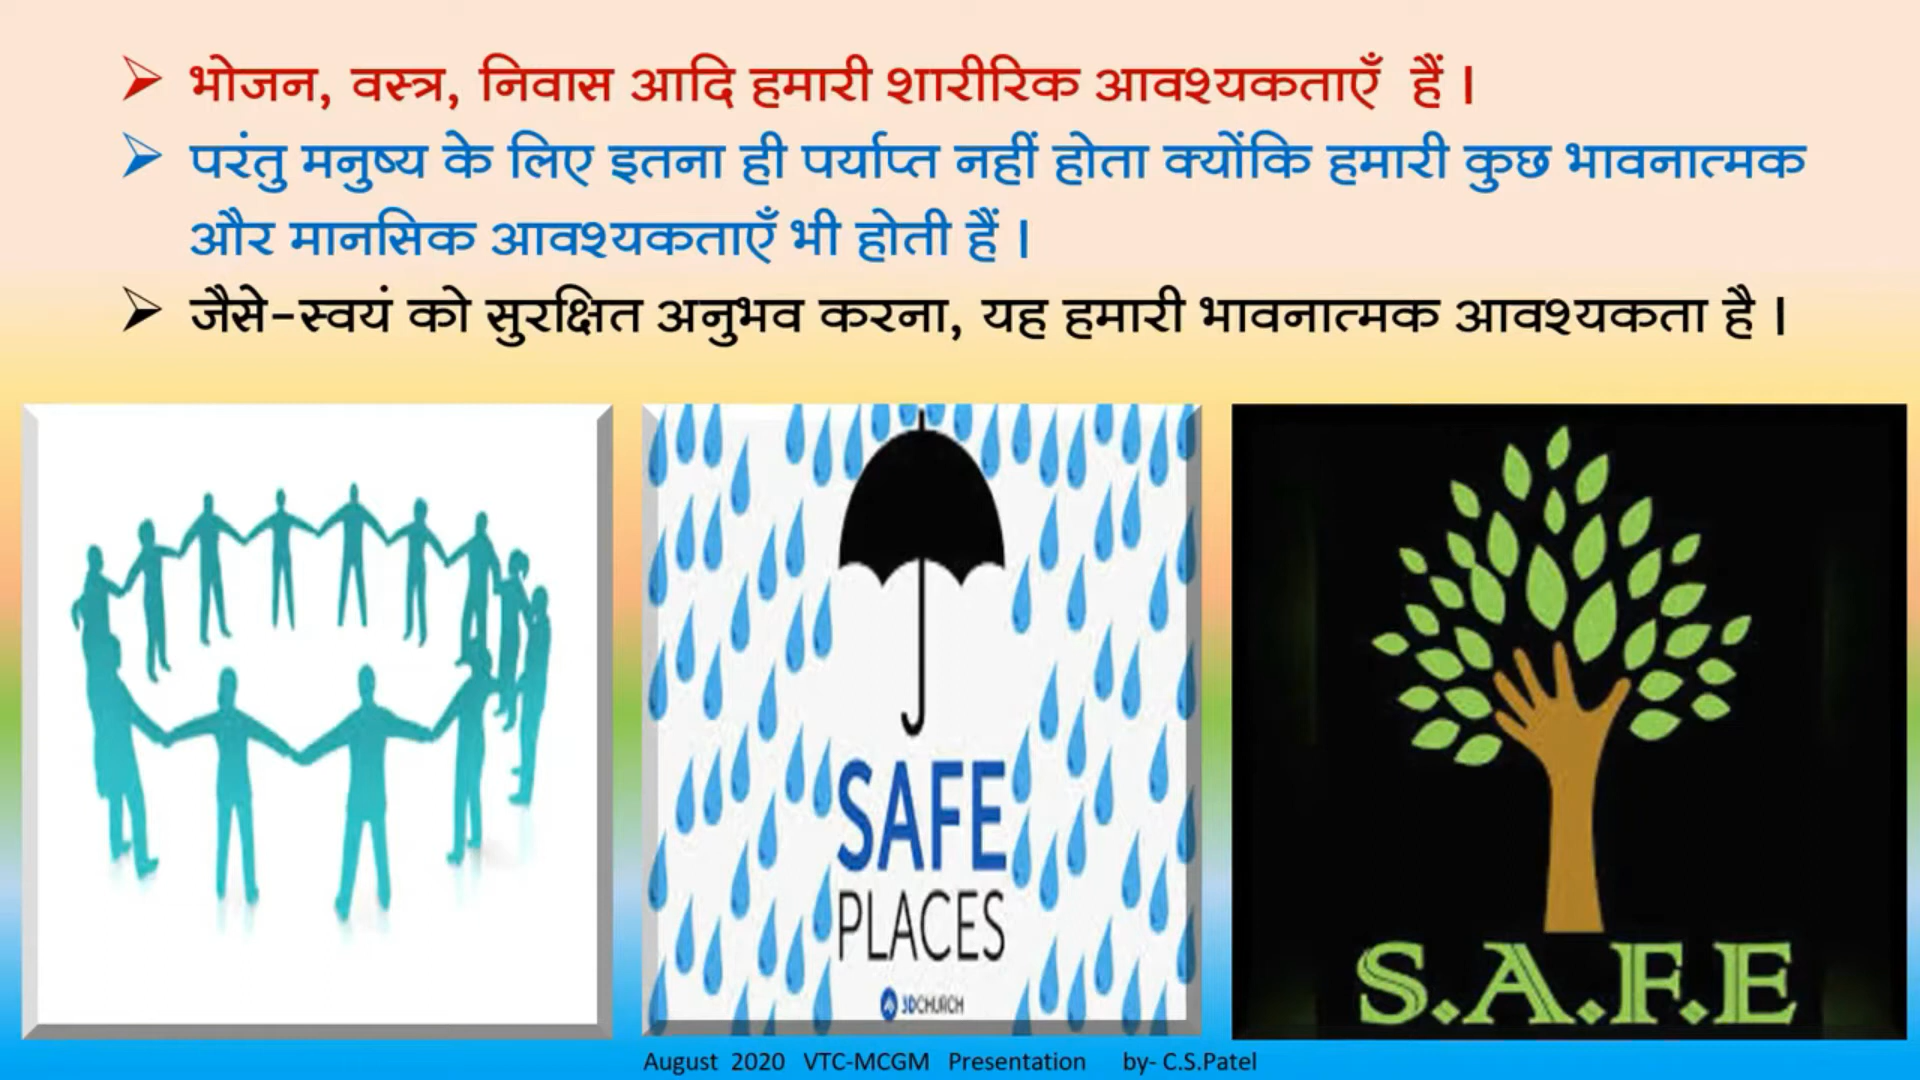 भोजन, वस्त्र, निवास आदि हमारी शारीरिक आवश्यकताएँ हैं ।
परंतु मनुष्य के लिए इतना ही पर्याप्त नहीं होता क्योंकि हमारी कुछ भावनात्मक
और मानसिक आवश्यकताएँ भी होती हैं ।
जैसे-स्वयं को सुरक्षित अनुभव करना, यह हमारी भावनात्मक आवश्यकता है ।
SAFE
PLACES
3DCHURCH
S.A.F.E
August 2020 VTC-MCGM Presentation by- C.S.Patel